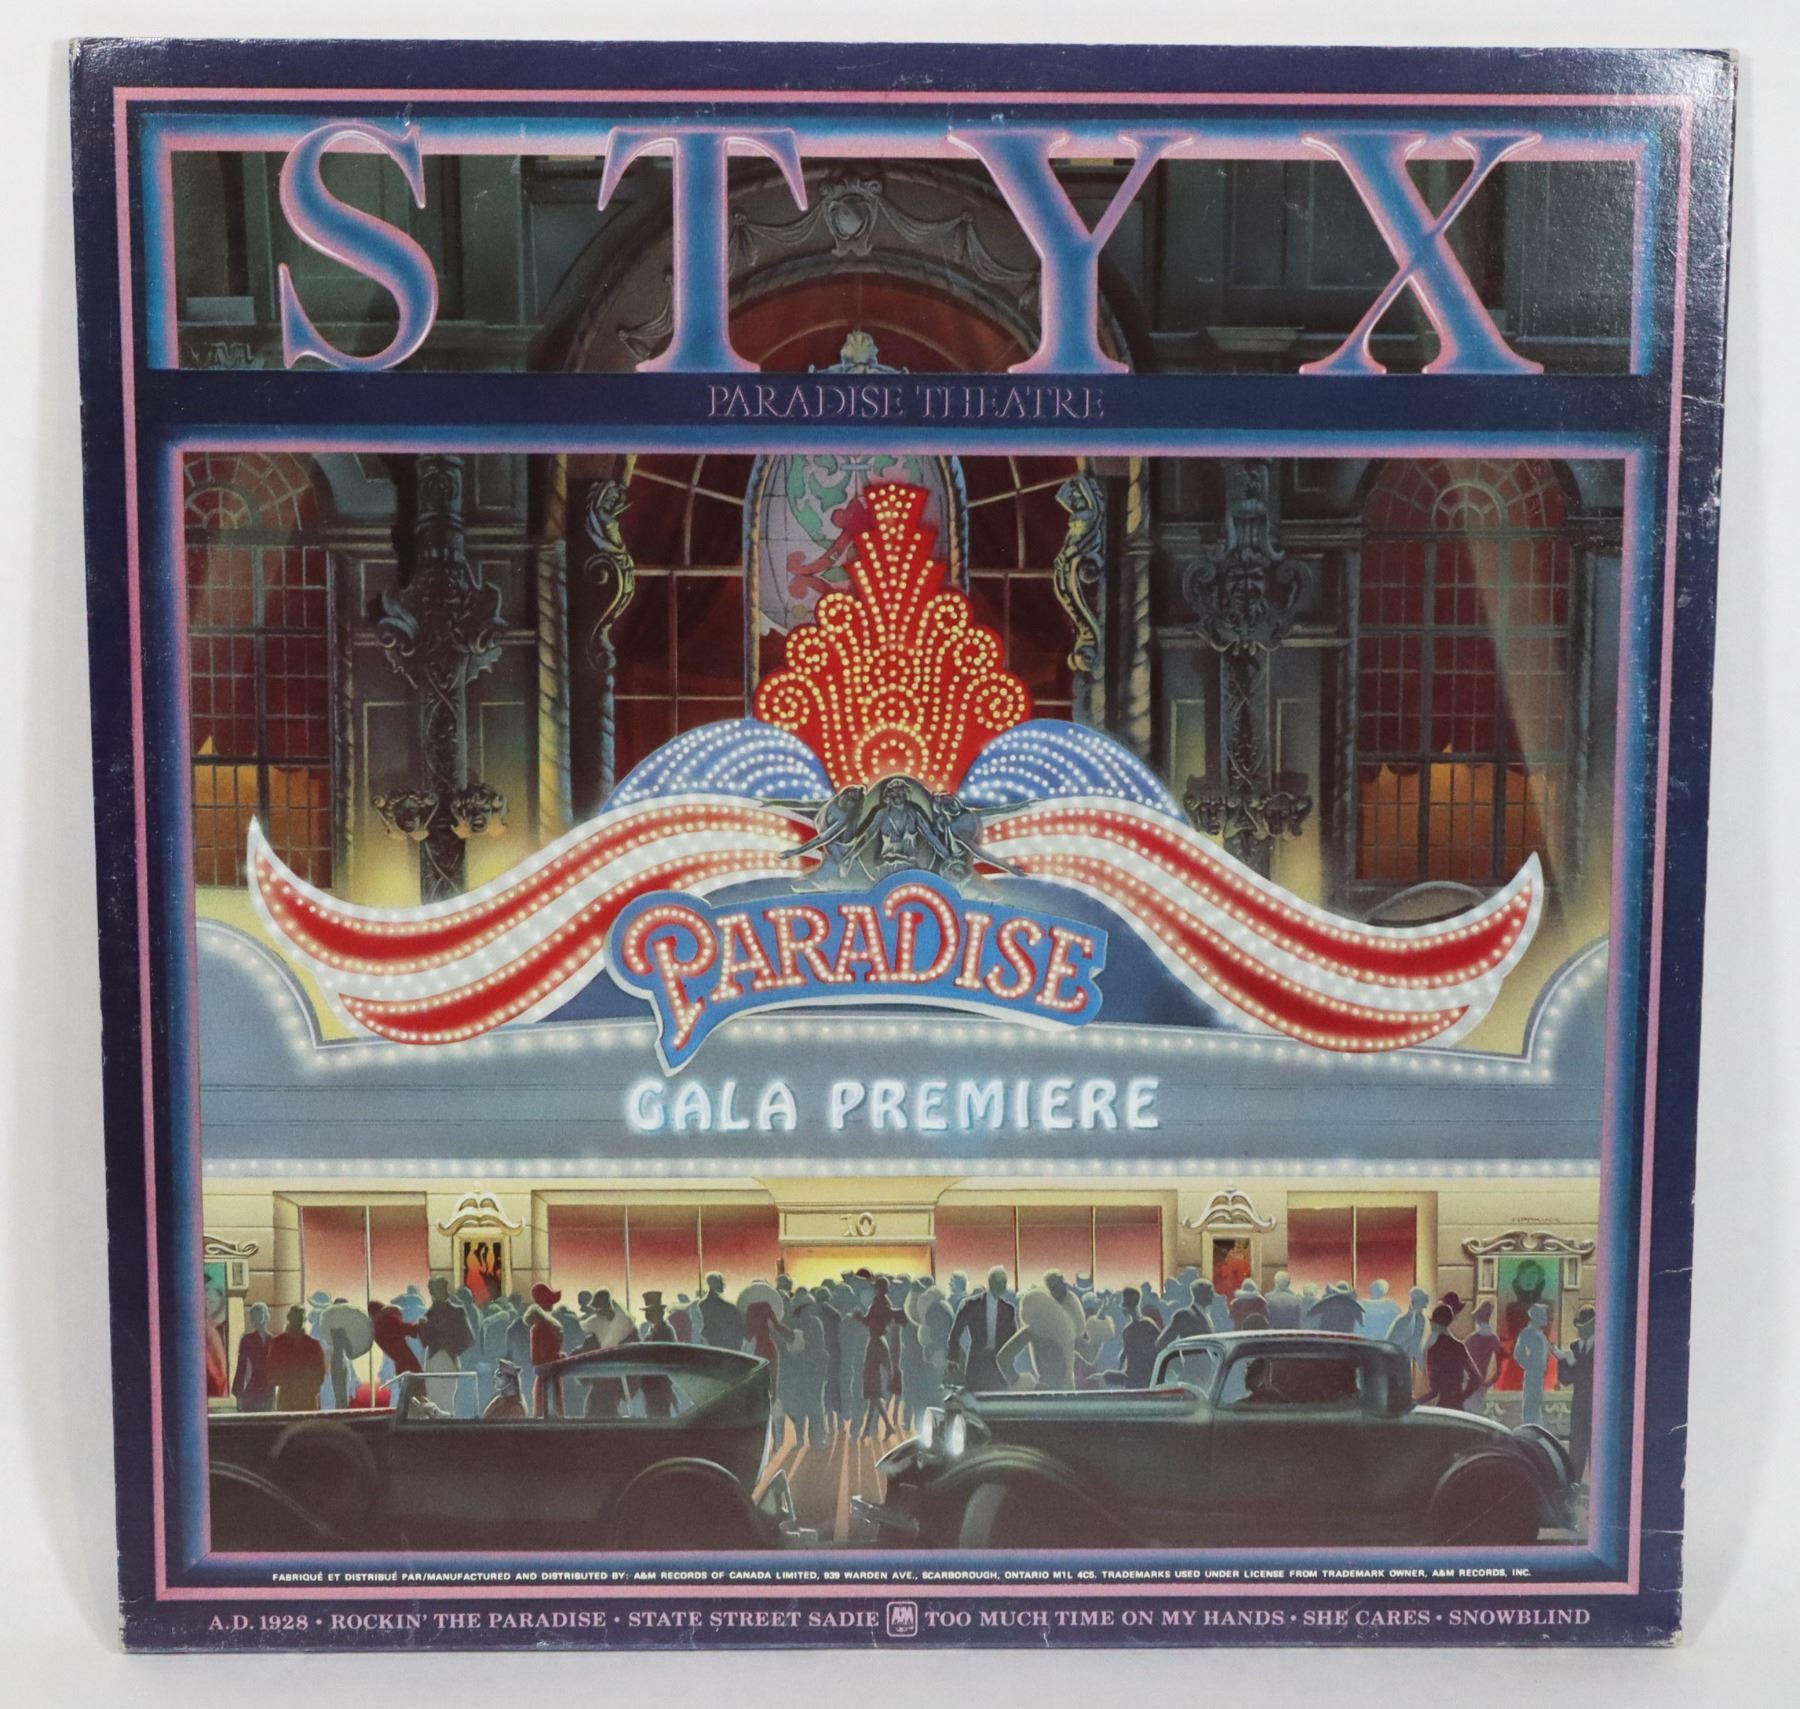 STYX
PARADISE THEATRE
PARADISE
GALA PREMIERE
10
FABRIQUÉ ET DISTRIBUÉ PAR/MANUFACTURED AND DISTRIBUTED BY: A&M RECORDS OF CANADA LIMITED, 939 WARDEN AVE., SCARBOROUGH, ONTARIO M1L 4C5. TRADEMARKS USED UNDER LICENSE FROM TRADEMARK OWNER, A&M RECORDS, INC.
A.D. 1928 • ROCKIN' THE PARADISE • STATE STREET SADIE A&M TOO MUCH TIME ON MY HANDS • SHE CARES • SNOWBLIND